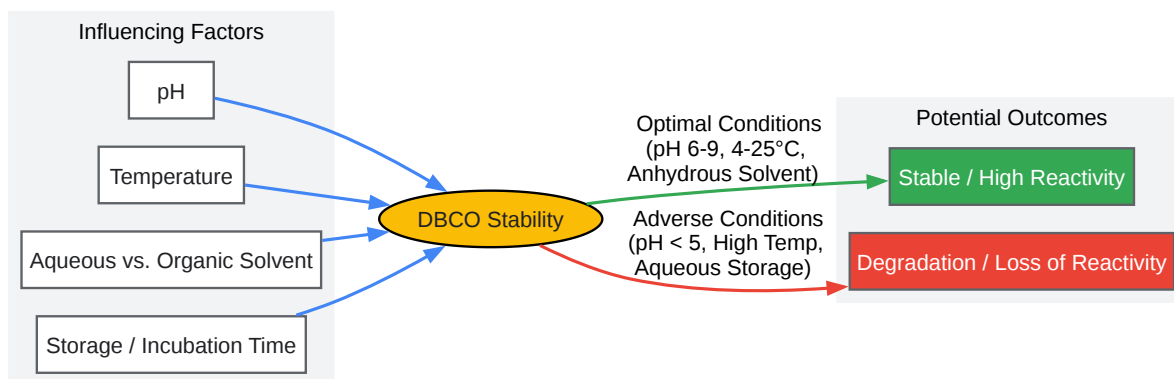 Influencing Factors
pH
Temperature
Aqueous vs. Organic Solvent
Storage / Incubation Time
DBCO Stability
Optimal Conditions
(pH 6-9, 4-25°C,
Anhydrous Solvent)
Adverse Conditions
(pH < 5, High Temp,
Aqueous Storage)
Potential Outcomes
Stable / High Reactivity
Degradation / Loss of Reactivity